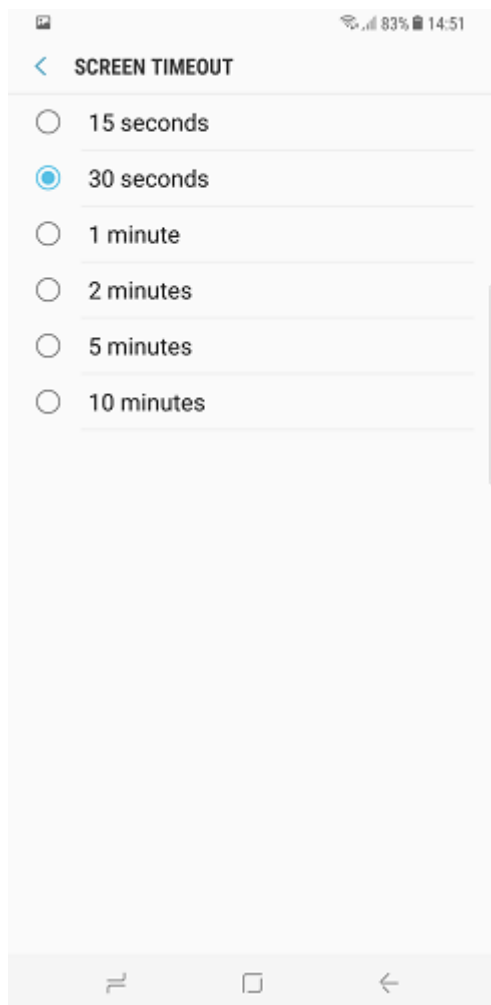 83% 14:51
SCREEN TIMEOUT
15 seconds
30 seconds
1 minute
2 minutes
5 minutes
10 minutes